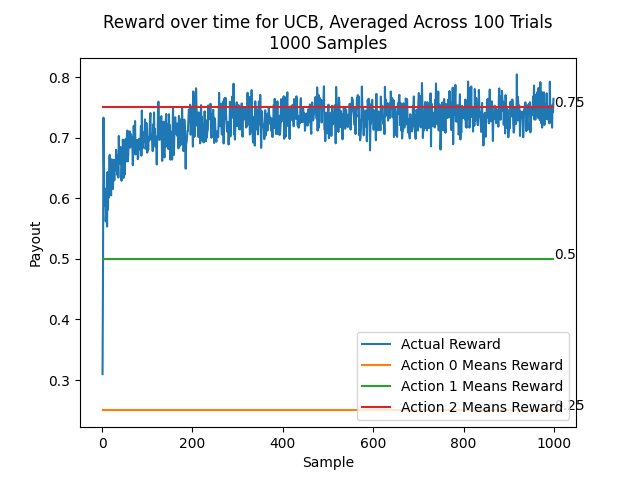 Reward over time for UCB, Averaged Across 100 Trials
1000 Samples
0.8
0.7
0.6
0.5
0.4
0.3
Payout
0.75
0.5
25
Actual Reward
Action 0 Means Reward
Action 1 Means Reward
Action 2 Means Reward
0
200
400
600
800
1000
Sample